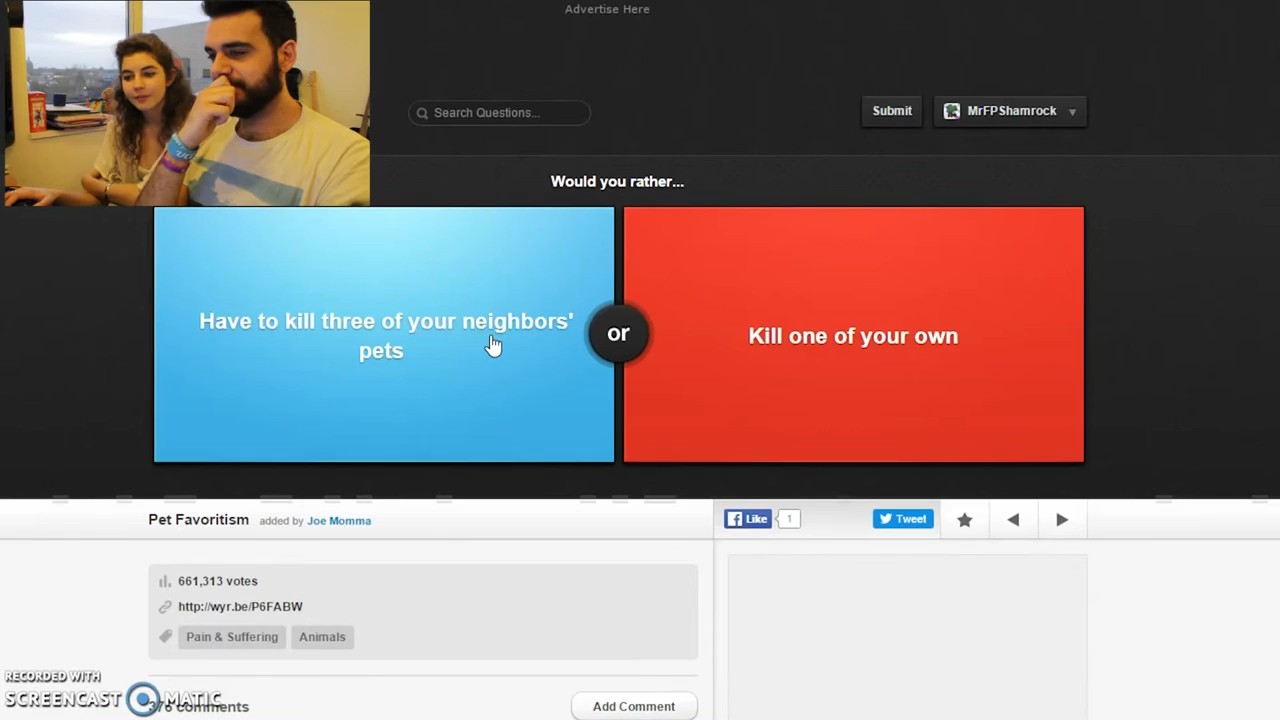 Advertise Here
Search Questions...
Submit
MrFPShamrock
Would you rather...
Have to kill three of your neighbors'
pets
or
Kill one of your own
Pet Favoritism added by Joe Momma
Like 1
Tweet
661,313 votes
http://wyr.be/P6FABW
Pain & Suffering Animals
RECORDED WITH
SCREENCAST MATIC
comments
Add Comment